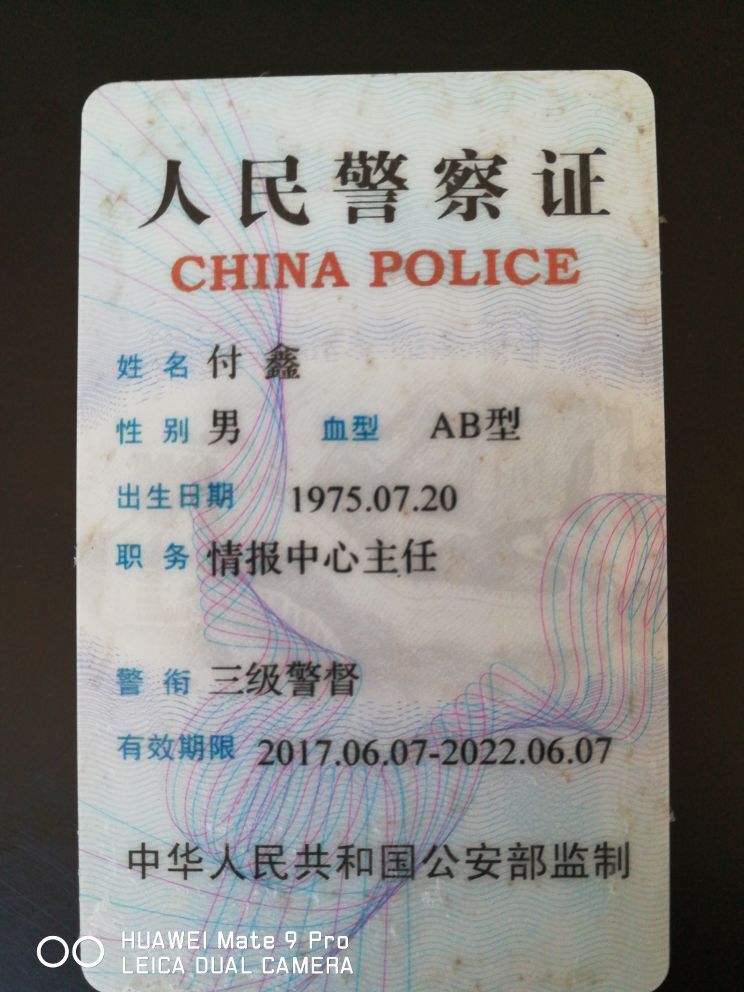 人民警察证
CHINA POLICE
姓名 付鑫
性别 男 血型 AB型
出生日期 1975.07.20
职务 情报中心主任
警衔 三级警督
有效期限 2017.06.07-2022.06.07
中华人民共和国公安部监制
HUAWEI Mate 9 Pro
LEICA DUAL CAMERA